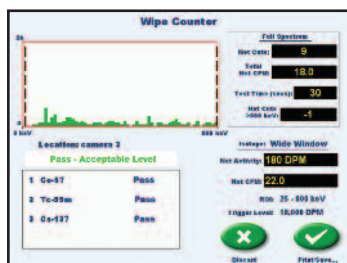 Wipe Counter
Full Spectrum
Net Cnts: 9
Total Net CPM: 18.0
Test Time (secs): 30
Net Cnts >800 keV: -1
0 keV
800 keV
Location: camera 3
Pass - Acceptable Level
1 Co-57 Pass
2 Tc-99m Pass
3 Cs-137 Pass
Isotope: Wide Window
Net Activity: 180 DPM
Net CPM: 22.0
ROI: 25 - 800 keV
Trigger Level: 10,000 DPM
Discard
Print/Save...